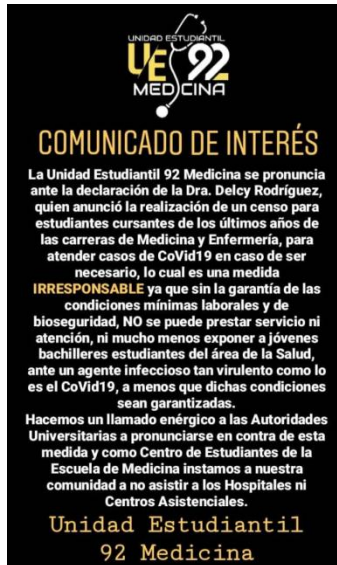 UNIDAD ESTUDIANTIL
UE 92
MEDICINA
COMUNICADO DE INTERÉS
La Unidad Estudiantil 92 Medicina se pronuncia
ante la declaración de la Dra. Delcy Rodríguez,
quien anunció la realización de un censo para
estudiantes cursantes de los últimos años de
las carreras de Medicina y Enfermería, para
atender casos de CoVid19 en caso de ser
necesario, lo cual es una medida
IRRESPONSABLE ya que sin la garantía de las
condiciones mínimas laborales y de
bioseguridad, NO se puede prestar servicio ni
atención, ni mucho menos exponer a jóvenes
bachilleres estudiantes del área de la Salud,
ante un agente infeccioso tan virulento como lo
es el CoVid19, a menos que dichas condiciones
sean garantizadas.
Hacemos un llamado enérgico a las Autoridades
Universitarias a pronunciarse en contra de esta
medida y como Centro de Estudiantes de la
Escuela de Medicina instamos a nuestra
comunidad a no asistir a los Hospitales ni
Centros Asistenciales.
Unidad Estudiantil
92 Medicina